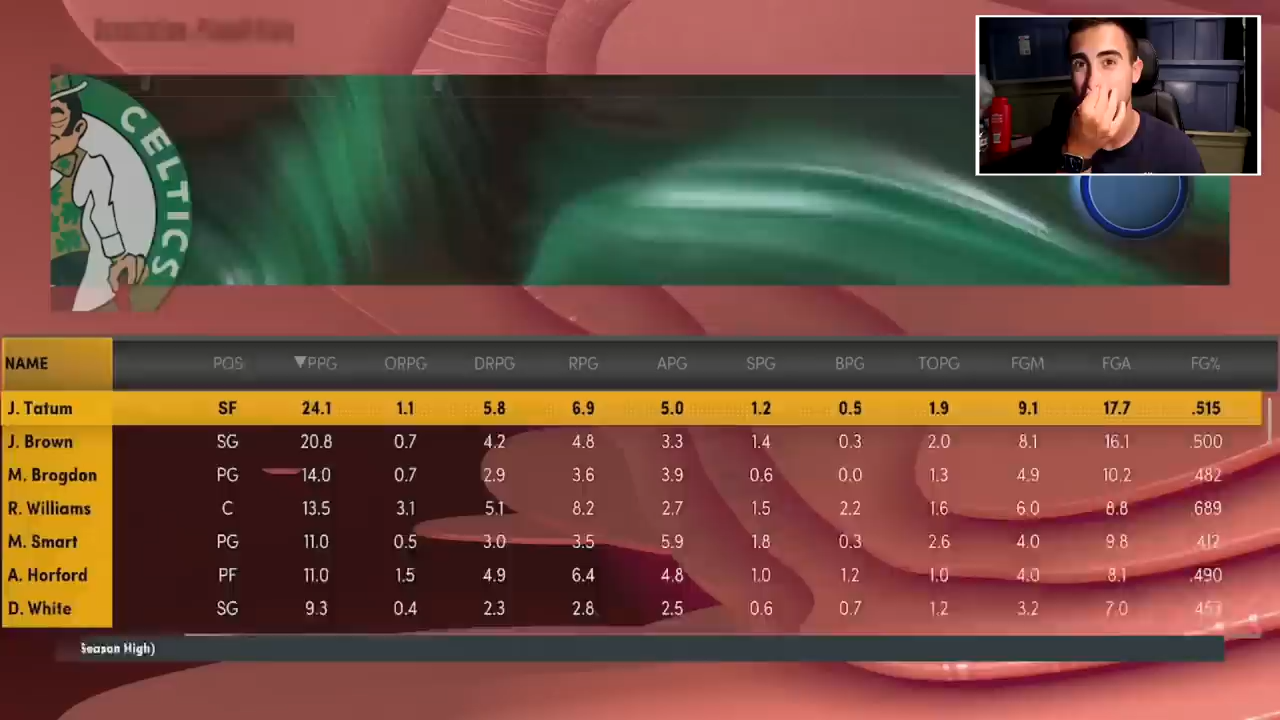 CELTICS
NAME POS ▼PPG ORPG DRPG RPG APG SPG BPG TOPG FGM FGA FG%
J. Tatum SF 24.1 1.1 5.8 6.9 5.0 1.2 0.5 1.9 9.1 17.7 .515
J. Brown SG 20.8 0.7 4.2 4.8 3.3 1.4 0.3 2.0 8.1 16.1 .500
M. Brogdon PG 14.0 0.7 2.9 3.6 3.9 0.6 0.0 1.3 4.9 10.2 .482
R. Williams C 13.5 3.1 5.1 8.2 2.7 1.5 2.2 1.6 6.0 8.8 .689
M. Smart PG 11.0 0.5 3.0 3.5 5.9 1.8 0.3 2.6 4.0 9.8 .412
A. Horford PF 11.0 1.5 4.9 6.4 4.8 1.0 1.2 1.0 4.0 8.1 .490
D. White SG 9.3 0.4 2.3 2.8 2.5 0.6 0.7 1.2 3.2 7.0
Season High)